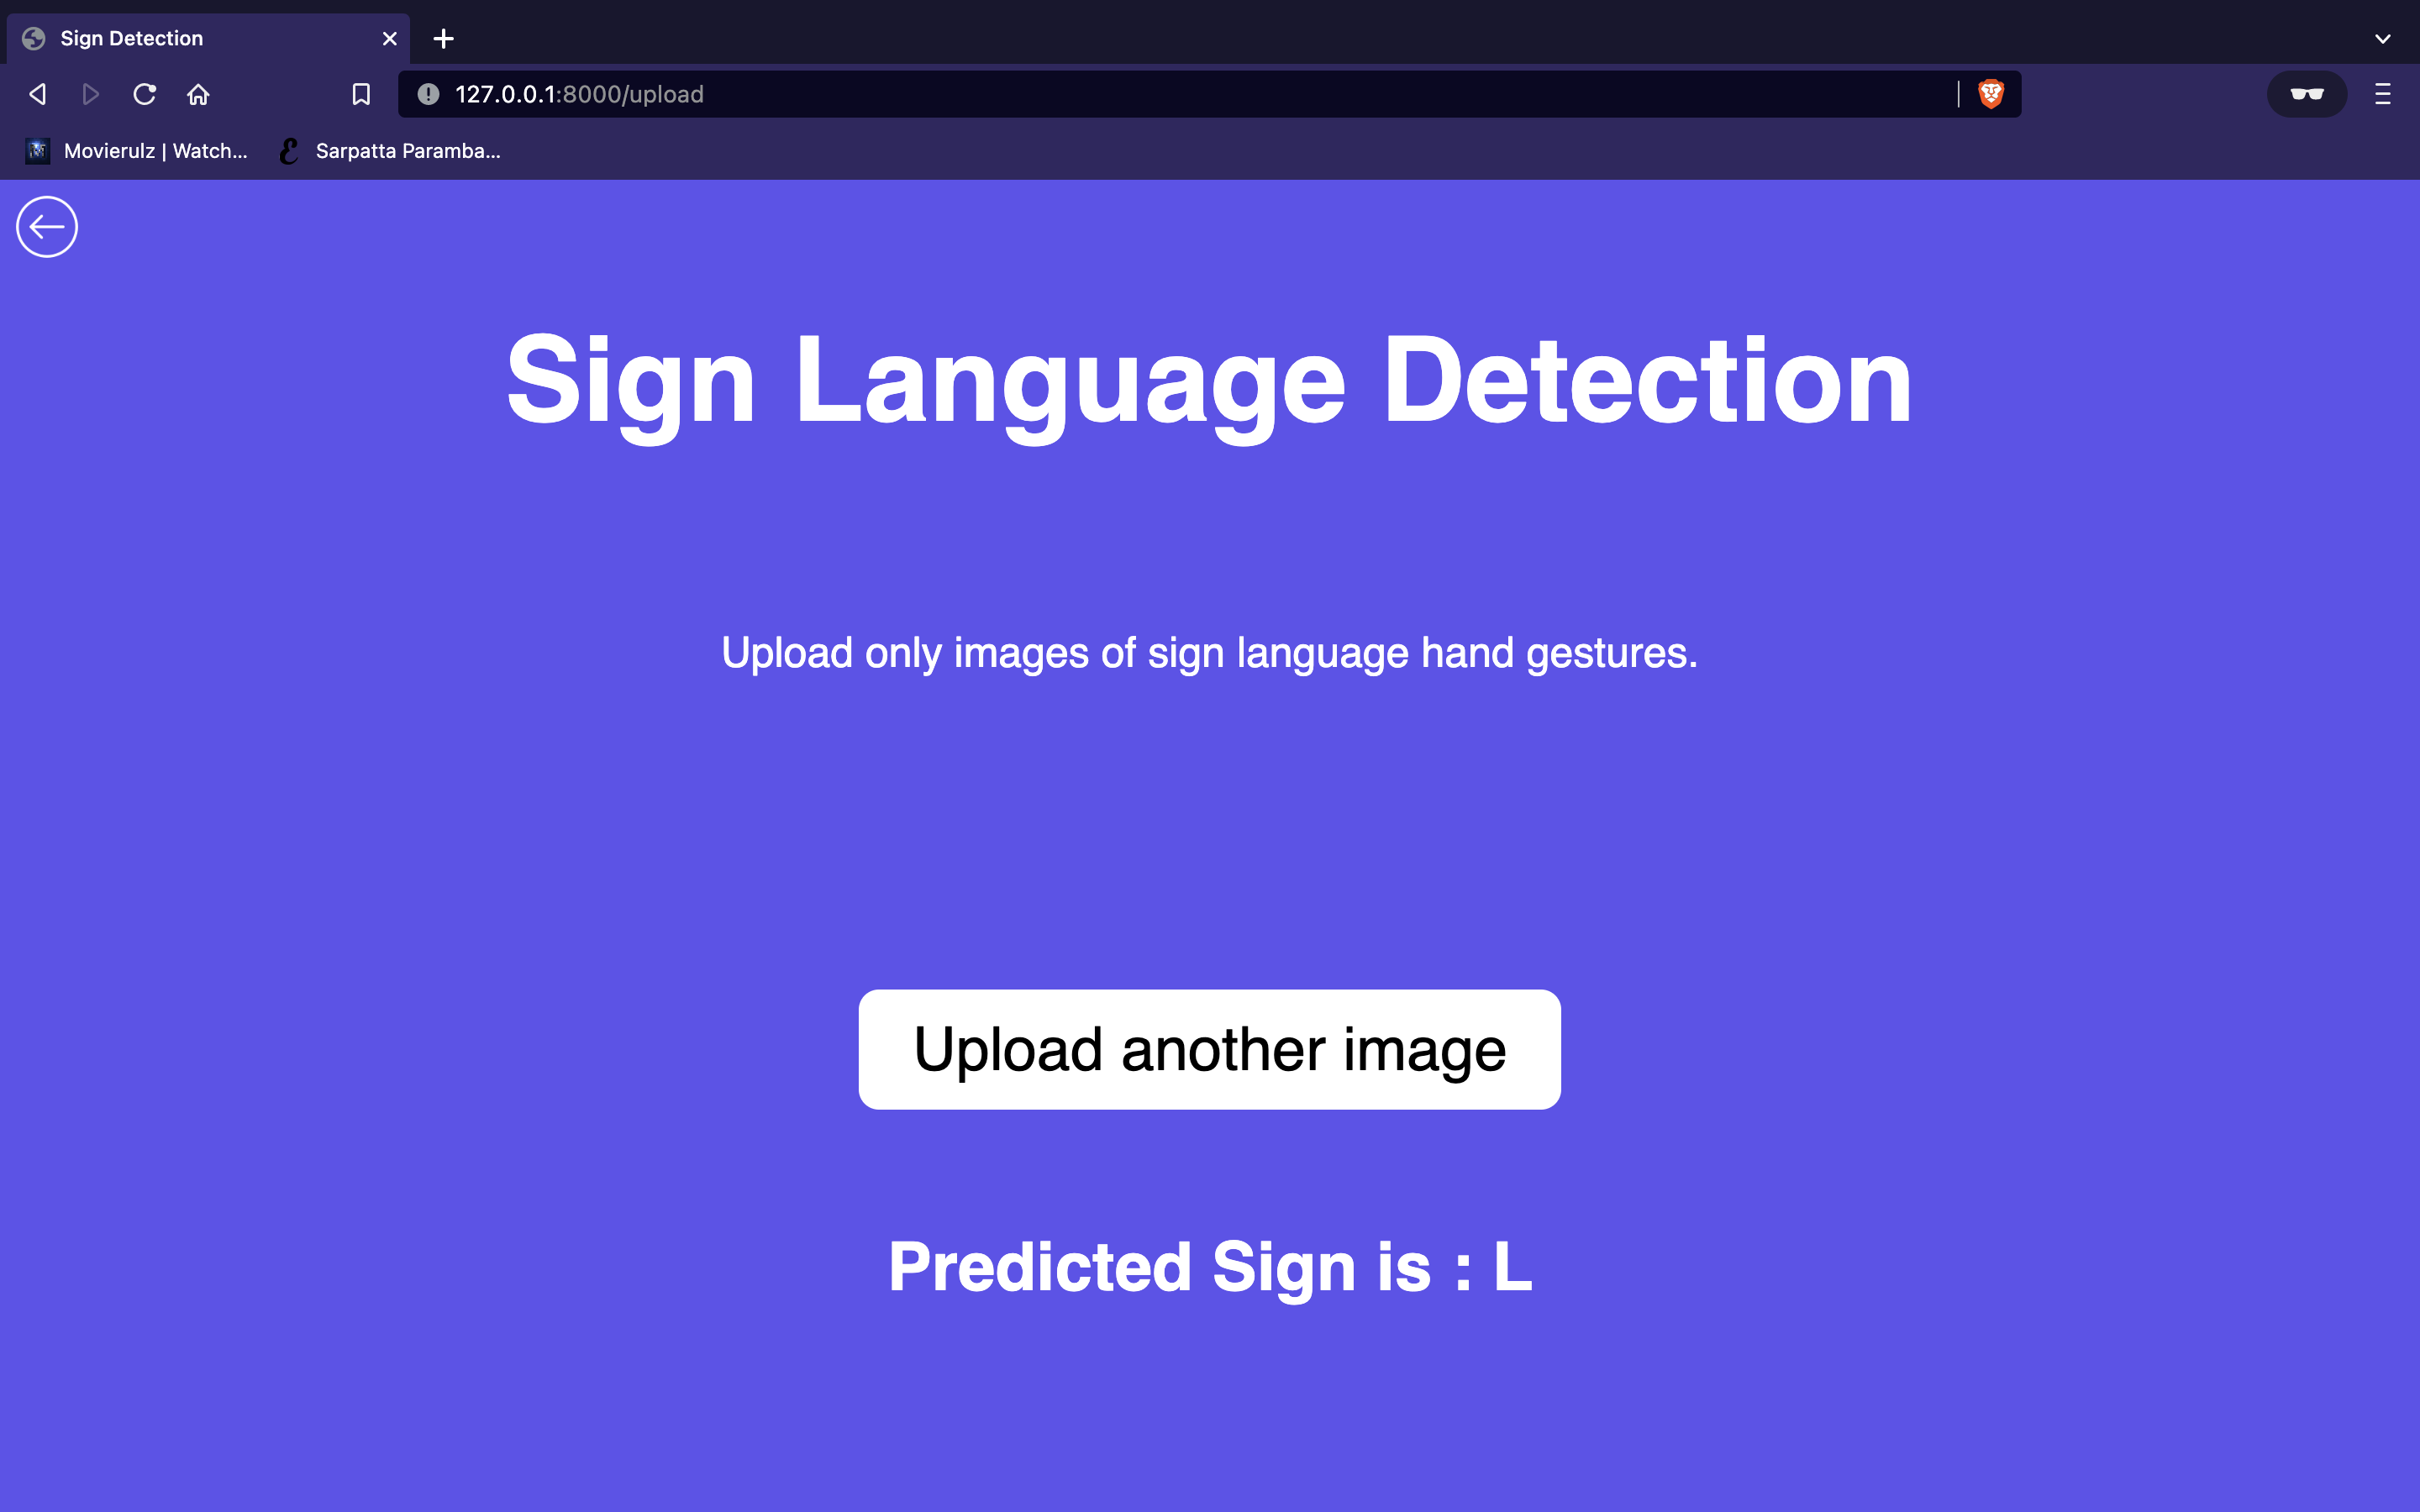 Sign Detection
127.0.0.1:8000/upload
Movierulz | Watch... Sarpatta Paramba...
Sign Language Detection
Upload only images of sign language hand gestures.
Upload another image
Predicted Sign is : L